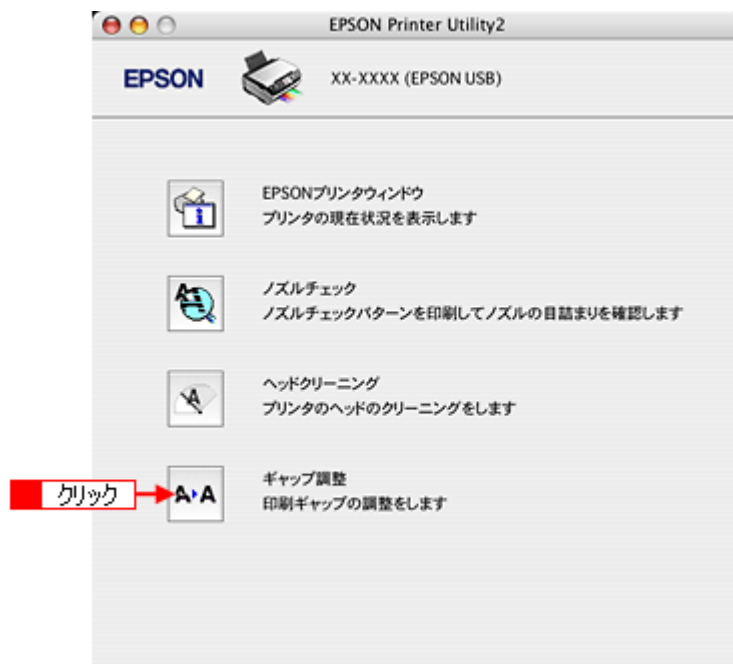 EPSON Printer Utility2
EPSON
XX-XXXX (EPSON USB)
EPSONプリンタウィンドウ
プリンタの現在状況を表示します
ノズルチェック
ノズルチェックパターンを印刷してノズルの目詰まりを確認します
ヘッドクリーニング
プリンタのヘッドのクリーニングをします
クリック
A A
ギャップ調整
印刷ギャップの調整をします